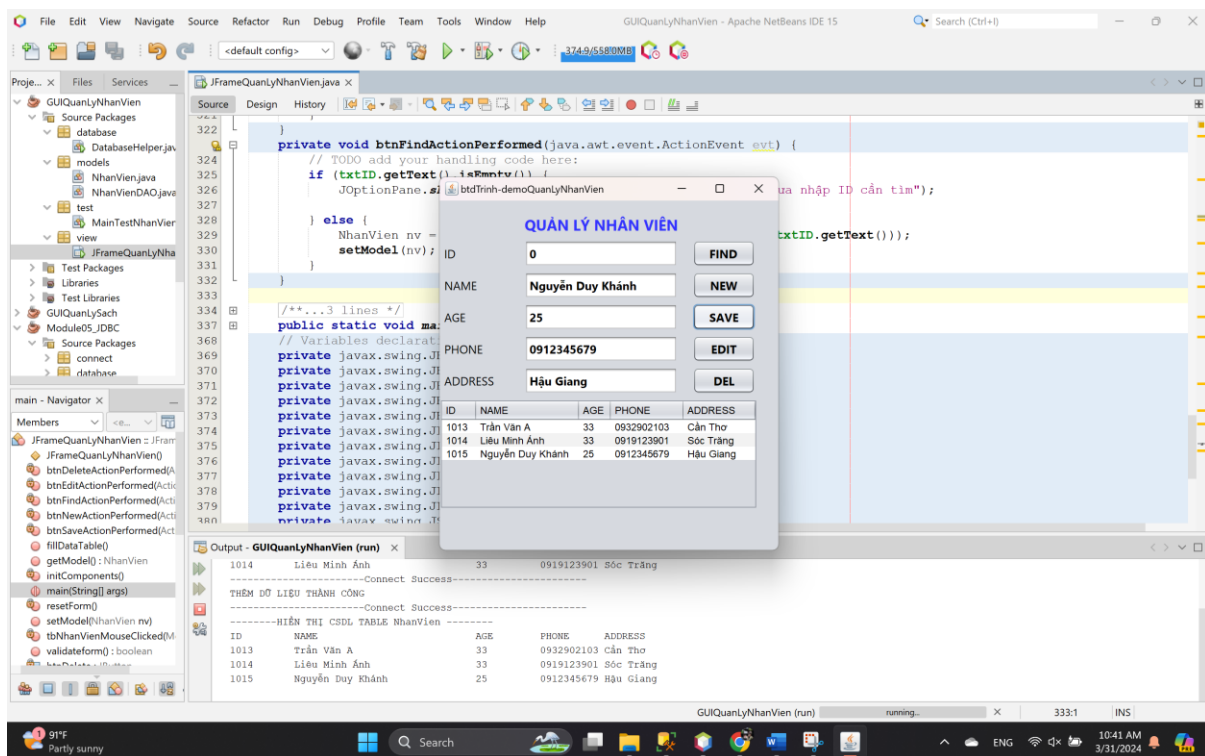 File Edit View Navigate Source Refactor Run Debug Profile Team Tools Window Help GUIQuanLyNhanVien - Apache NetBeans IDE 15 Search (Ctrl+I)
<default config> 374.9/558.0MB
Proje... Files Services
GUIQuanLyNhanVien
Source Packages
database
DatabaseHelper.jav
models
NhanVien.java
NhanVienDAO.java
test
MainTestNhanVier
view
JFrameQuanLyNha
Test Packages
Libraries
Test Libraries
GUIQuanLySach
Module05_JDBC
Source Packages
connect
database
main - Navigator
Members <e...
JFrameQuanLyNhanVien :: JFram
JFrameQuanLyNhanVien()
btnDeleteActionPerformed(A
btnEditActionPerformed(Actic
btnFindActionPerformed(Acti
btnNewActionPerformed(Acti
btnSaveActionPerformed(Act
fillDataTable()
getModel() : NhanVien
initComponents()
main(String[] args)
resetForm()
setModel(NhanVien nv)
tbNhanVienMouseClicked(M
validateform() : boolean
btnDelete : JButton
JFrameQuanLyNhanVien.java
Source Design History
321 }
322 }
private void btnFindActionPerformed(java.awt.event.ActionEvent evt) {
324 // TODO add your handling code here:
325 if (txtID.getText().isEmpty()) {
326 JOptionPane.s ưa nhập ID cần tìm");
327
328 } else {
329 NhanVien nv = txtID.getText()));
330 setModel(nv);
331 }
332 }
333
334 /**...3 lines */
337 public static void ma
368 // Variables declarati
369 private javax.swing.J
370 private javax.swing.J
371 private javax.swing.J
372 private javax.swing.J
373 private javax.swing.J
374 private javax.swing.J
375 private javax.swing.J
376 private javax.swing.J
377 private javax.swing.J
378 private javax.swing.J
379 private javax.swing.J
380 private javax.swing.J
btdTrinh-demoQuanLyNhanVien
QUẢN LÝ NHÂN VIÊN
ID 0 FIND
NAME Nguyễn Duy Khánh NEW
AGE 25 SAVE
PHONE 0912345679 EDIT
ADDRESS Hậu Giang DEL
ID NAME AGE PHONE ADDRESS
1013 Trần Văn A 33 0932902103 Cần Thơ
1014 Liêu Minh Ánh 33 0919123901 Sóc Trăng
1015 Nguyễn Duy Khánh 25 0912345679 Hậu Giang
Output - GUIQuanLyNhanVien (run)
1014 Liêu Minh Ánh 33 0919123901 Sóc Trăng
-----------------------Connect Success-----------------------
THÊM DỮ LIỆU THÀNH CÔNG
-----------------------Connect Success-----------------------
--------HIỂN THỊ CSDL TABLE NhanVien --------
ID NAME AGE PHONE ADDRESS
1013 Trần Văn A 33 0932902103 Cần Thơ
1014 Liêu Minh Ánh 33 0919123901 Sóc Trăng
1015 Nguyễn Duy Khánh 25 0912345679 Hậu Giang
GUIQuanLyNhanVien (run) running... 333:1 INS
91°F
Partly sunny
Search
ENG
10:41 AM
3/31/2024